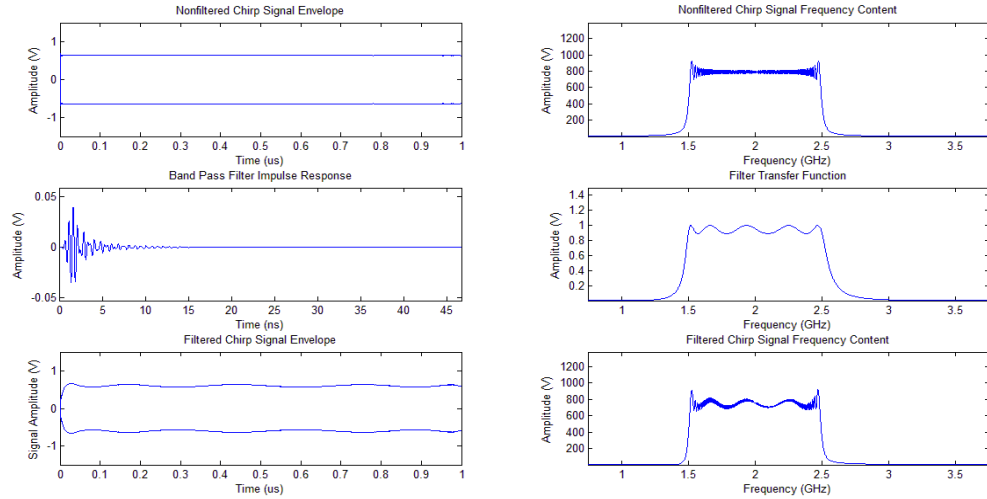 Nonfiltered Chirp Signal Envelope
Amplitude (V)
1
0
-1
0 0.1 0.2 0.3 0.4 0.5 0.6 0.7 0.8 0.9 1
Time (us)
Nonfiltered Chirp Signal Frequency Content
Amplitude (V)
1200
1000
800
600
400
200
1 1.5 2 2.5 3 3.5
Frequency (GHz)
Band Pass Filter Impulse Response
Amplitude (V)
0.05
0
-0.05
0 5 10 15 20 25 30 35 40 45
Time (ns)
Filter Transfer Function
Amplitude (V)
1.4
1.2
1
0.8
0.6
0.4
0.2
1 1.5 2 2.5 3 3.5
Frequency (GHz)
Filtered Chirp Signal Envelope
Signal Amplitude (V)
1
0
-1
0 0.1 0.2 0.3 0.4 0.5 0.6 0.7 0.8 0.9 1
Time (us)
Filtered Chirp Signal Frequency Content
Amplitude (V)
1200
1000
800
600
400
200
1 1.5 2 2.5 3 3.5
Frequency (GHz)